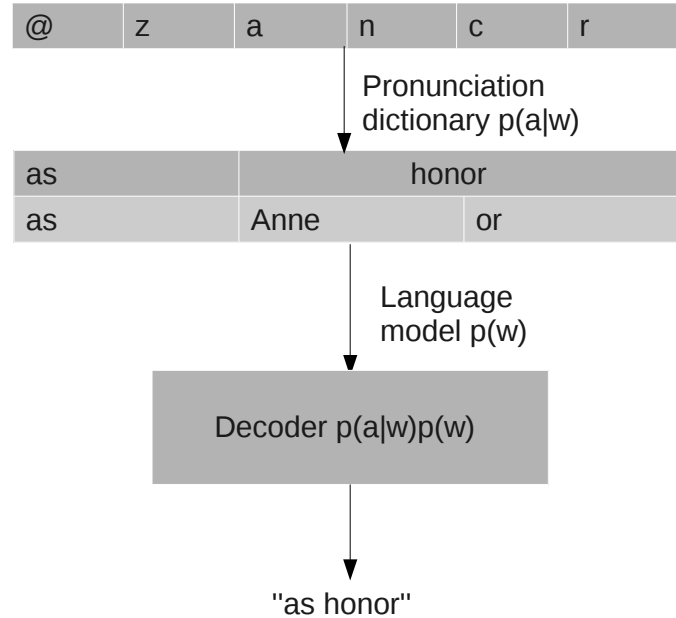 @ z a n c r
Pronunciation
dictionary p(a|w)
as honor
as Anne or
Language
model p(w)
Decoder p(a|w)p(w)
"as honor"